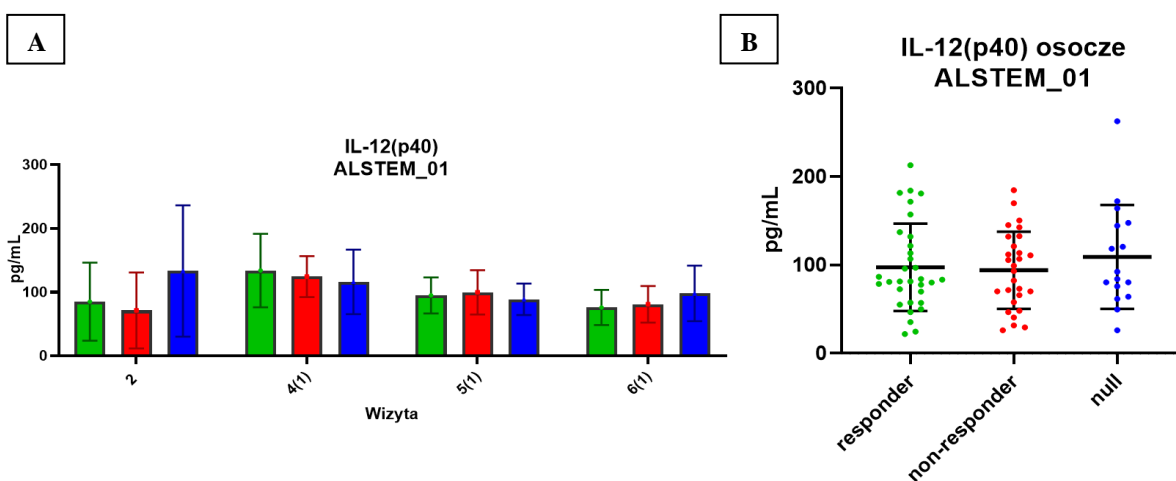 A
IL-12(p40)
ALSTEM_01
pg/mL
300
200
100
0
2
4(1)
5(1)
6(1)
Wizyta
B
IL-12(p40) osocze
ALSTEM_01
pg/mL
300
200
100
0
responder
non-responder
null